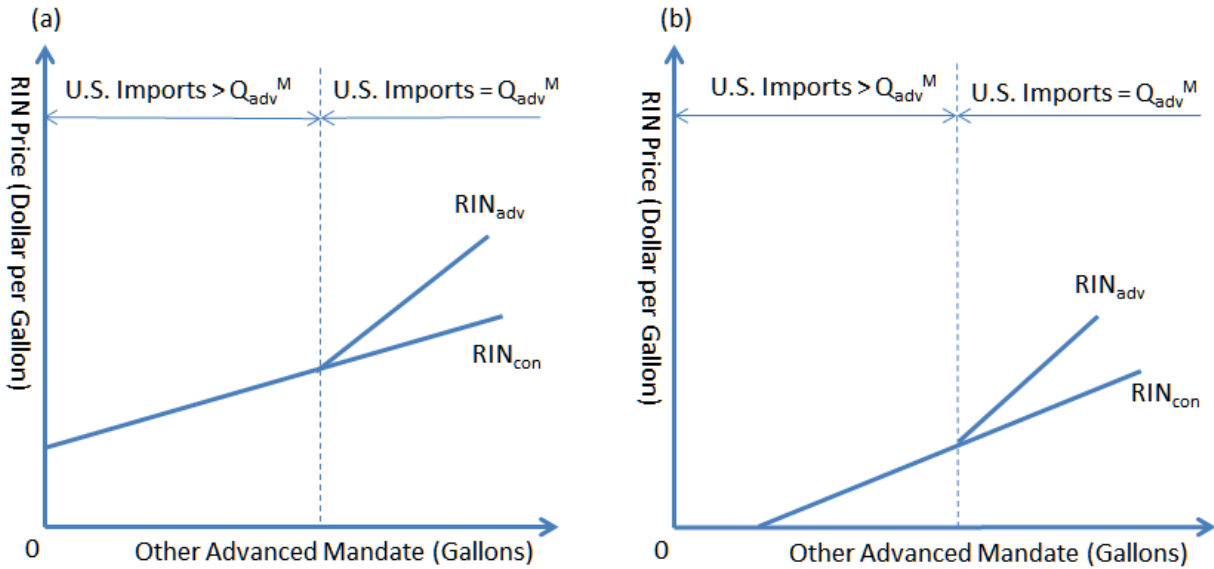 (a)
U.S. Imports > Q_adv^M
U.S. Imports = Q_adv^M
RIN Price (Dollar per Gallon)
RIN_adv
RIN_con
0
Other Advanced Mandate (Gallons)
(b)
U.S. Imports > Q_adv^M
U.S. Imports = Q_adv^M
RIN Price (Dollar per Gallon)
RIN_adv
RIN_con
0
Other Advanced Mandate (Gallons)